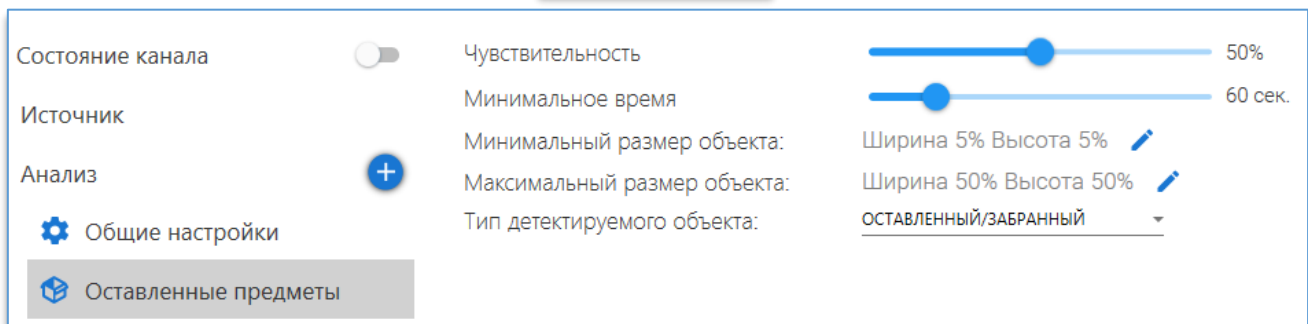 Состояние канала
Источник
Анализ
Общие настройки
Оставленные предметы
Чувствительность 50%
Минимальное время 60 сек.
Минимальный размер объекта: Ширина 5% Высота 5%
Максимальный размер объекта: Ширина 50% Высота 50%
Тип детектируемого объекта: ОСТАВЛЕННЫЙ/ЗАБРАННЫЙ